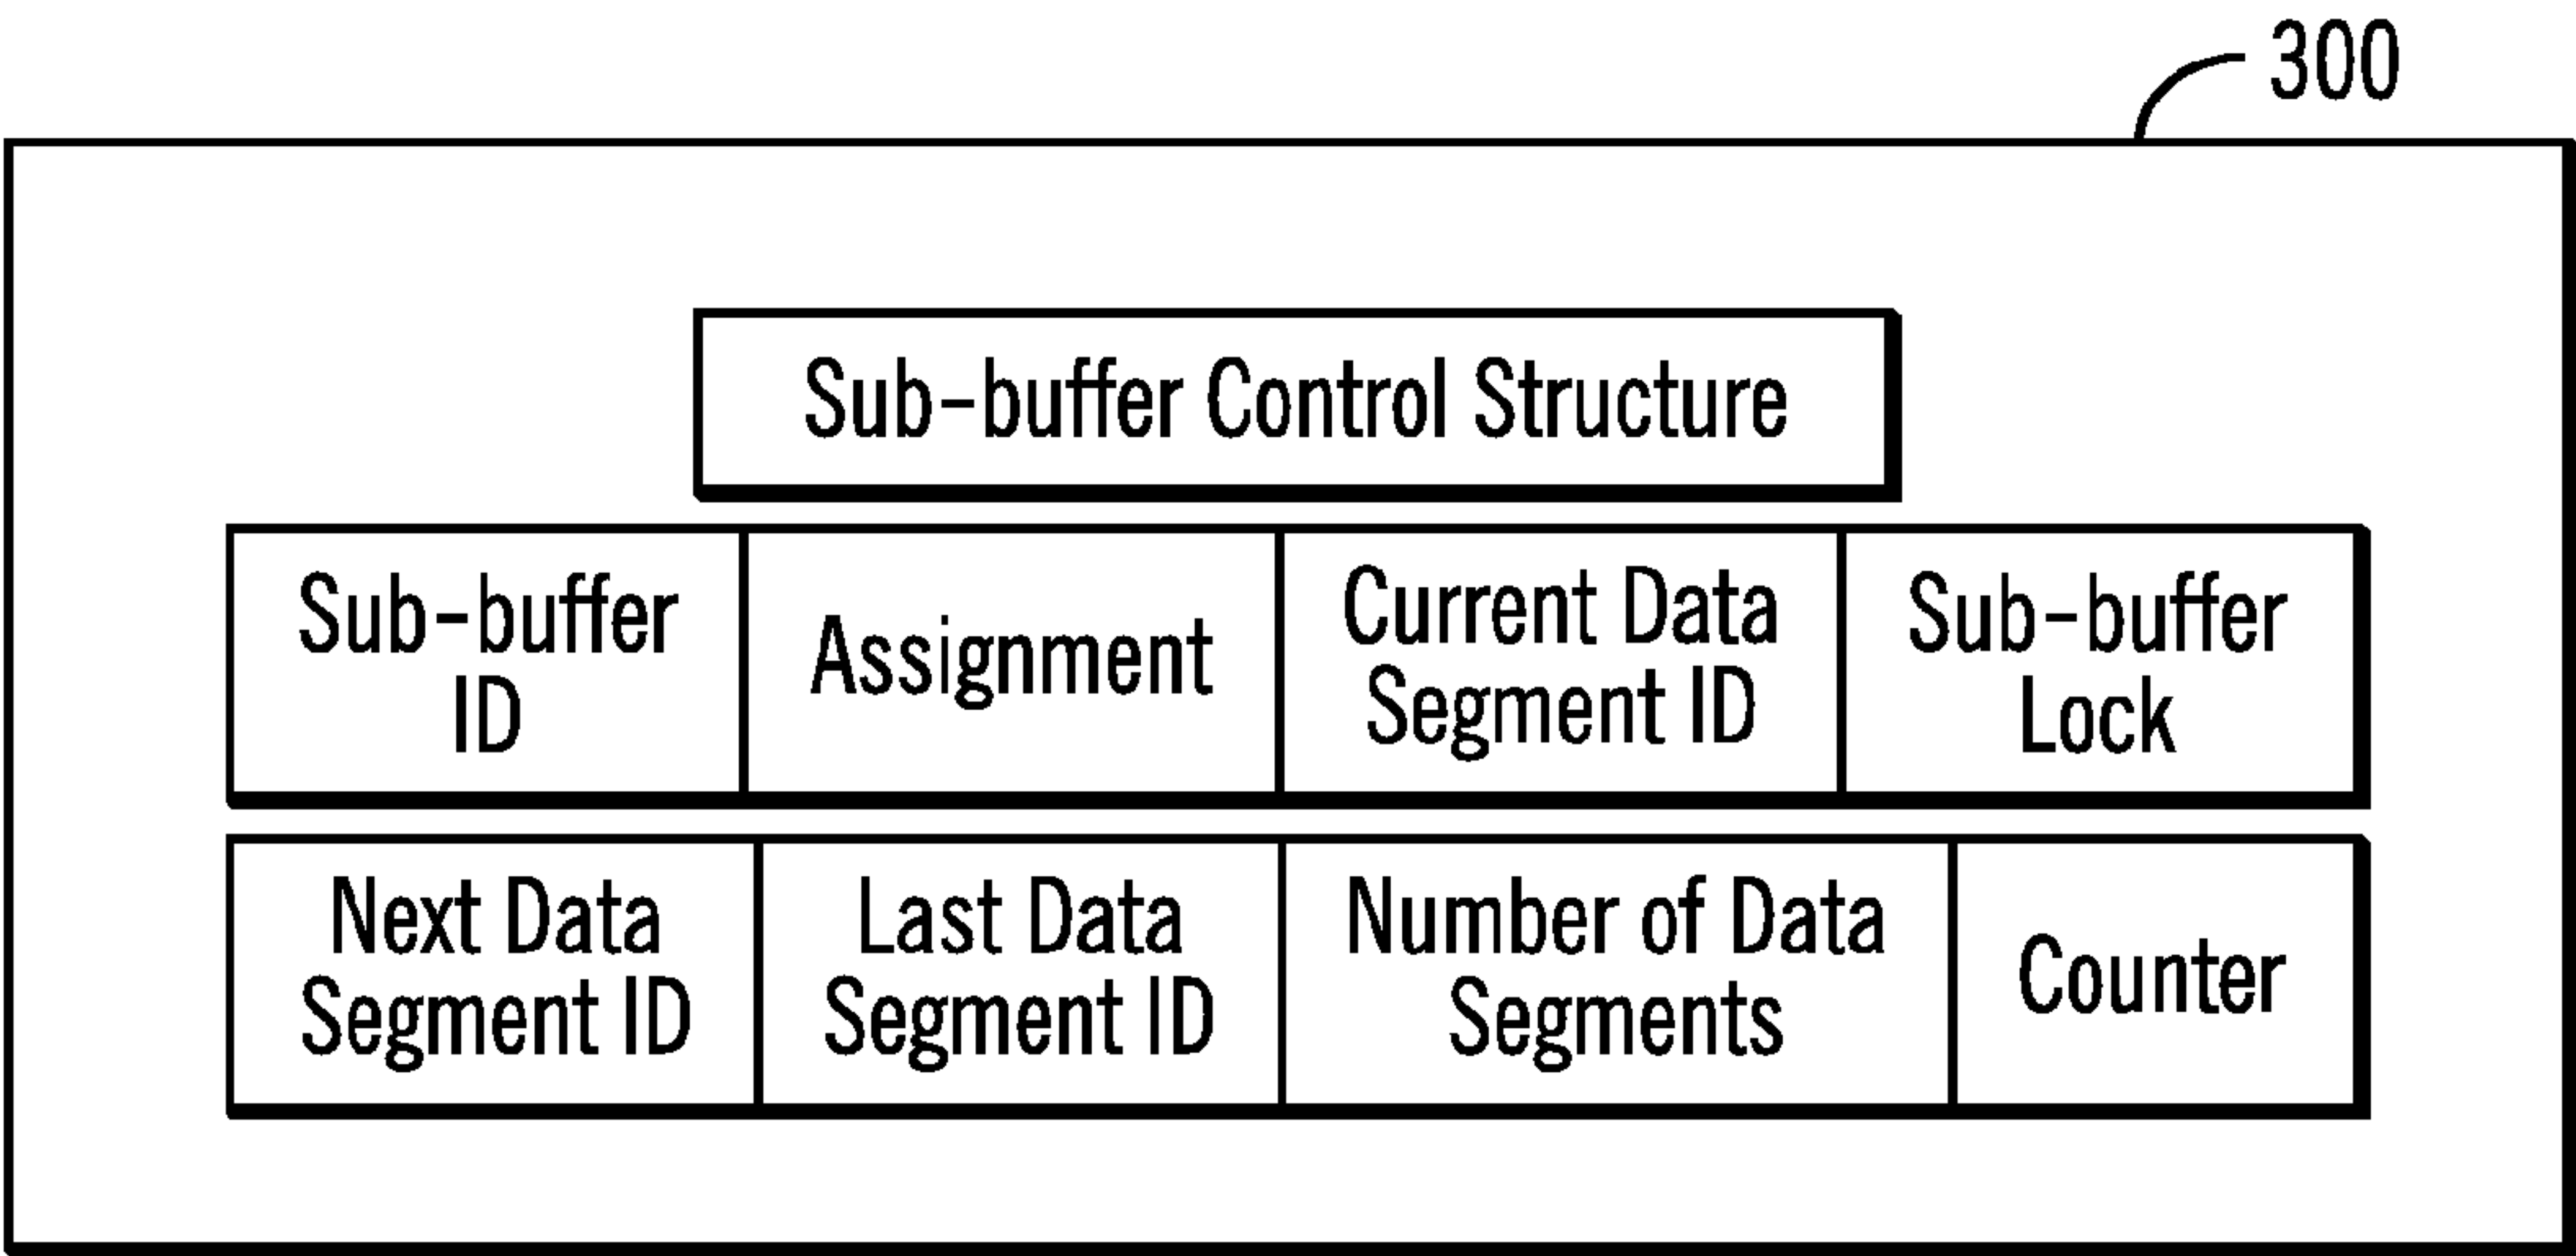 300
Sub-buffer Control Structure
Sub-buffer
ID
Assignment
Current Data
Segment ID
Sub-buffer
Lock
Next Data
Segment ID
Last Data
Segment ID
Number of Data
Segments
Counter